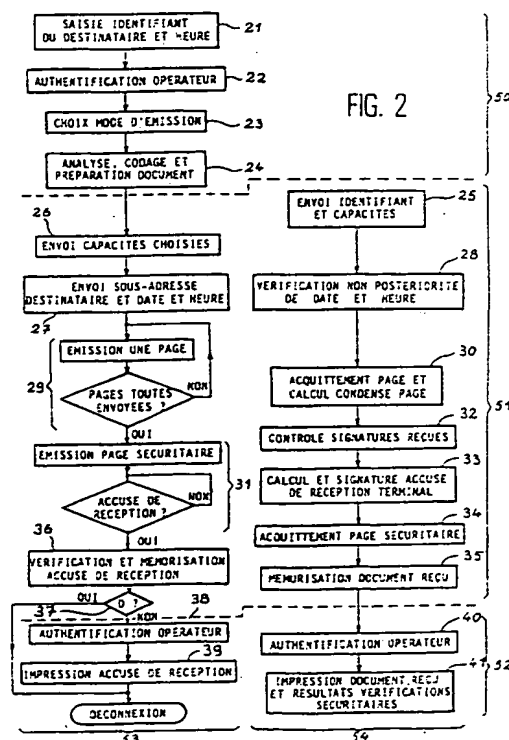 SAISIE IDENTIFIANT
DU DESTINATAIRE ET HEURE
21
AUTHENTIFICATION OPERATEUR
22
CHOIX MODE D'EMISSION
23
ANALYSE, CODAGE ET
PREPARATION DOCUMENT
24
FIG. 2
50
26
ENVOI CAPACITES CHOISIES
ENVOI SOUS-ADRESSE
DESTINATAIRE ET DATE ET HEURE
27
EMISSION UNE PAGE
29
PAGES TOUTES
ENVOYEES ?
NON
OUI
EMISSION PAGE SECURITAIRE
31
ACCUSE DE
RECEPTION ?
NON
36
OUI
VERIFICATION ET MEMORISATION
ACCUSE DE RECEPTION
OUI
D ?
37
38
NON
AUTHENTIFICATION OPERATEUR
39
IMPRESSION ACCUSE DE RECEPTION
DECONNEXION
53
ENVOI IDENTIFIANT
ET CAPACITES
25
28
VERIFICATION NON POSTERIORITE
DE DATE ET HEURE
30
ACQUITTEMENT PAGE ET
CALCUL CONDENSE PAGE
51
32
CONTROLE SIGNATURES RECUES
33
CALCUL ET SIGNATURE ACCUSE
DE RECEPTION TERMINAL
34
ACQUITTEMENT PAGE SECURITAIRE
35
MEMORISATION DOCUMENT RECU
40
AUTHENTIFICATION OPERATEUR
41
IMPRESSION DOCUMENT RECU
ET RESULTATS VERIFICATIONS
SECURITAIRES
52
54